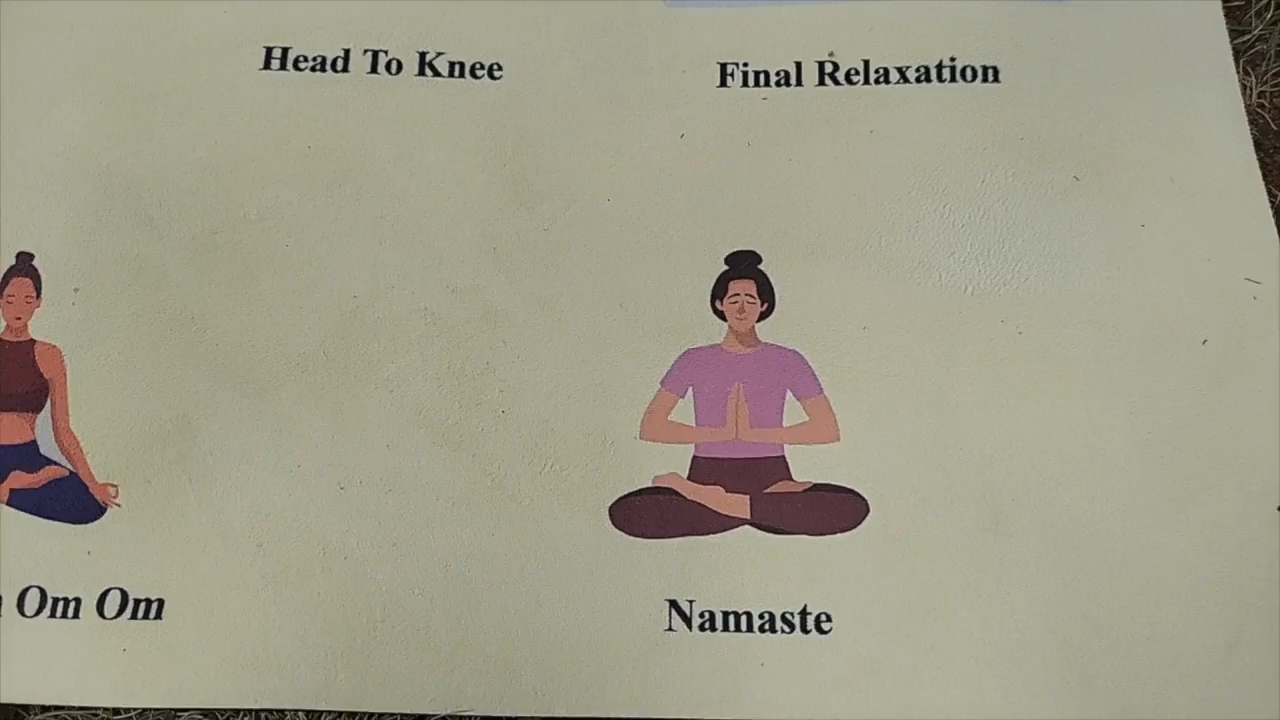 Head To Knee
Final Relaxation
Om Om
Namaste